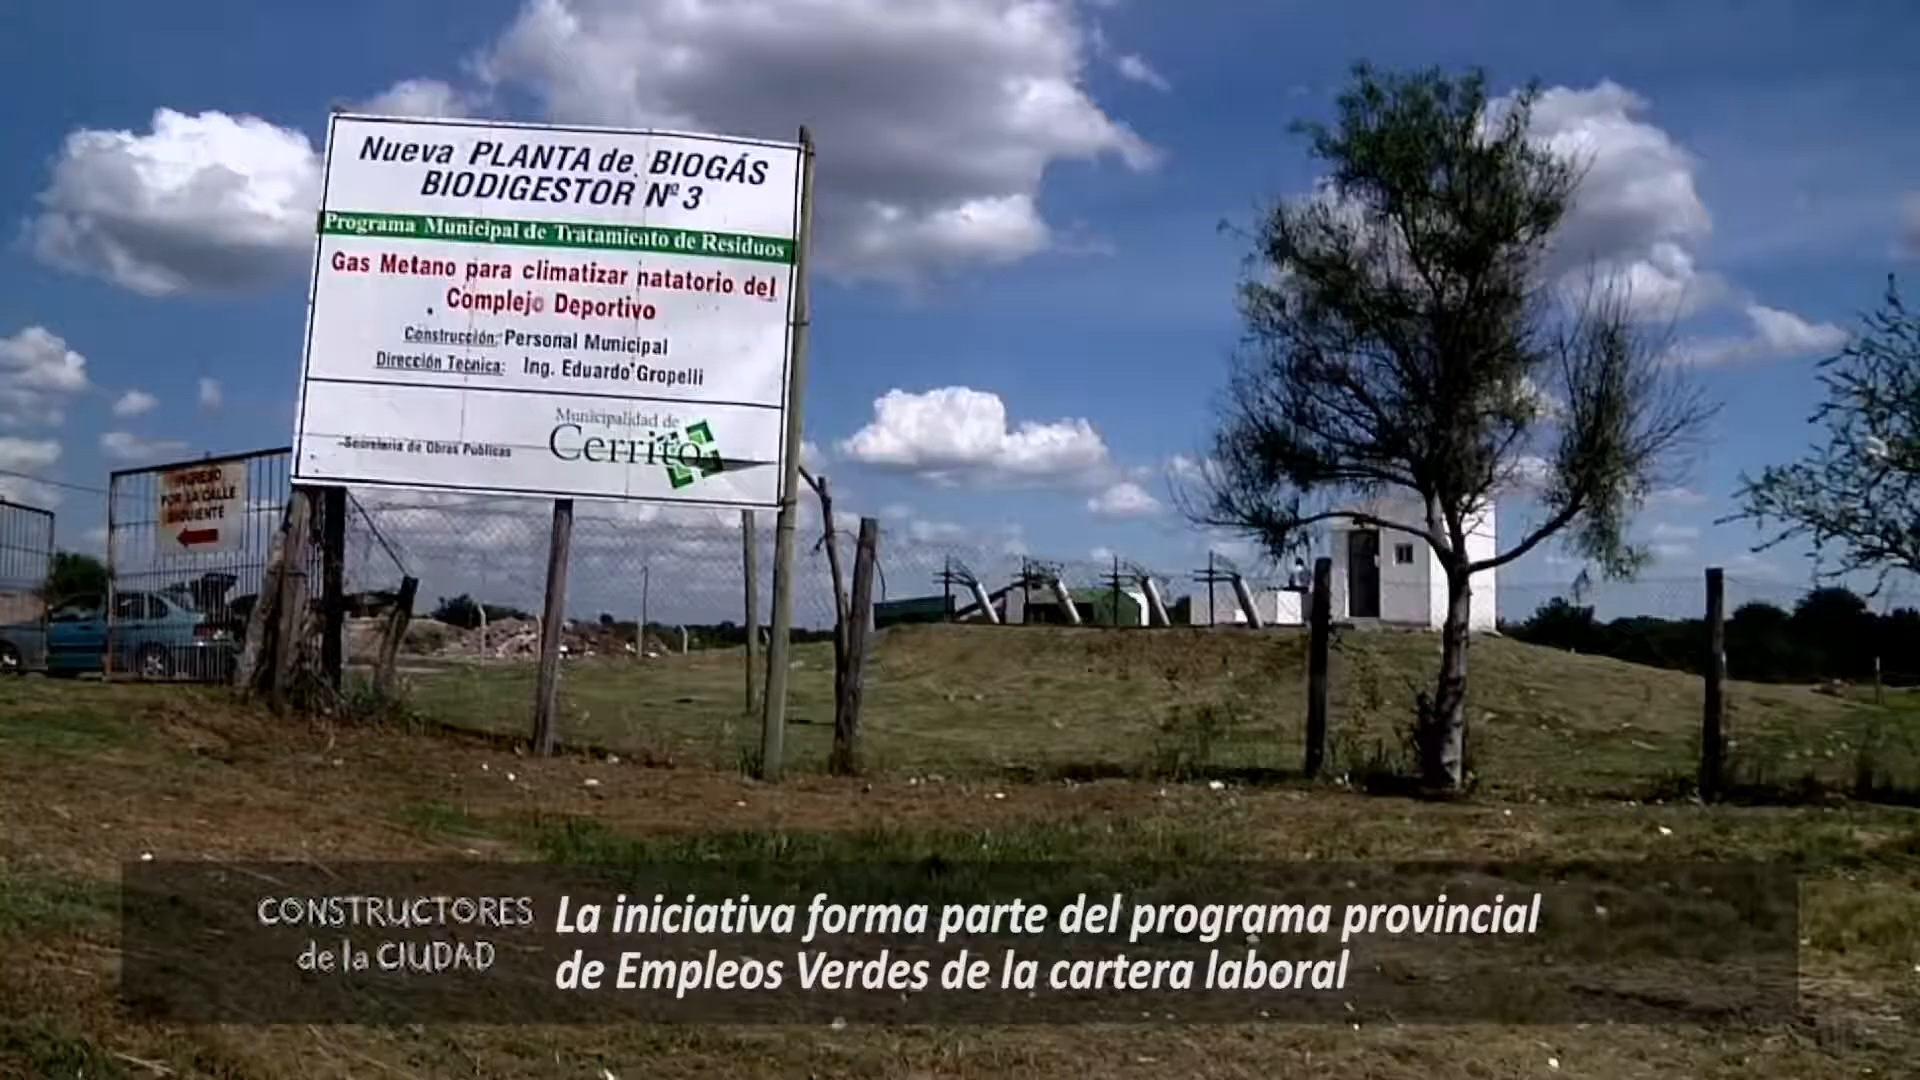 Nueva PLANTA de BIOGÁS
BIODIGESTOR Nº 3
Programa Municipal de Tratamiento de Residuos
Gas Metano para climatizar natatorio del
Complejo Deportivo
Construcción: Personal Municipal
Dirección Tecnica: Ing. Eduardo Gropelli
Secretaria de Obras Publicas
Municipalidad de
Cerrito
INGRESO
POR LA CALLE
SIGUIENTE
CONSTRUCTORES
de la CIUDAD
La iniciativa forma parte del programa provincial
de Empleos Verdes de la cartera laboral